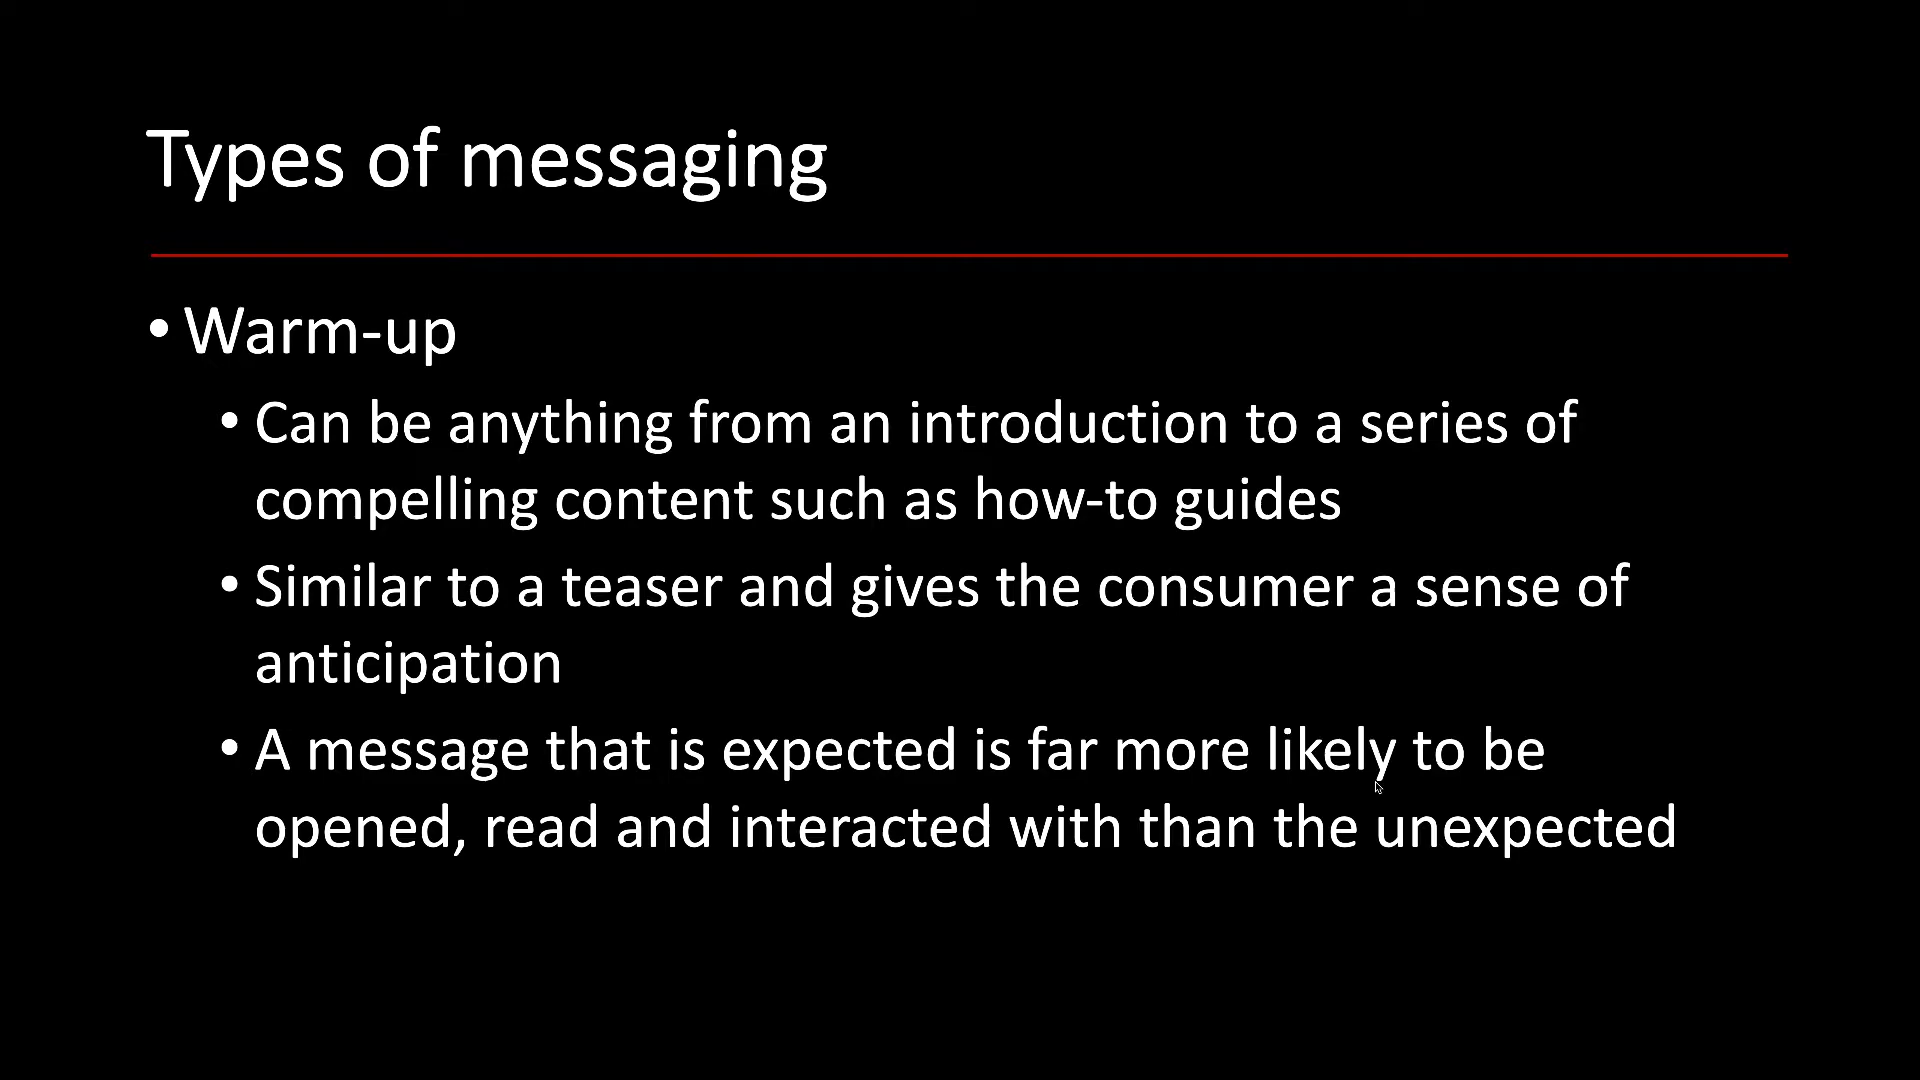 Types of messaging
• Warm-up
• Can be anything from an introduction to a series of
compelling content such as how-to guides
• Similar to a teaser and gives the consumer a sense of
anticipation
• A message that is expected is far more likely to be
opened, read and interacted with than the unexpected